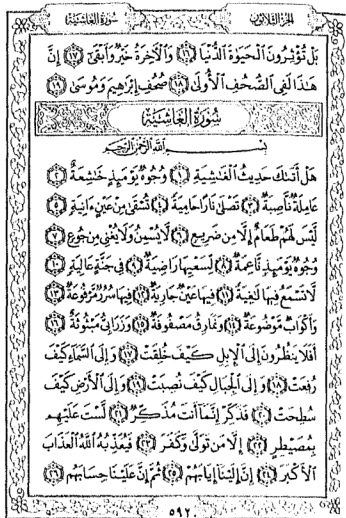 الجزء الثلاثون
سورة الغاشية
بَلْ تُؤْثِرُونَ الْحَيَوٰةَ الدُّنْيَا ۝١٦ وَالْآخِرَةُ خَيْرٌ وَأَبْقَىٰ ۝١٧ إِنَّ
هَٰذَا لَفِي الصُّحُفِ الْأُولَىٰ ۝١٨ صُحُفِ إِبْرَٰهِيمَ وَمُوسَىٰ ۝١٩
سُورَةُ الْغَاشِيَةِ
بِسْمِ اللَّهِ الرَّحْمَٰنِ الرَّحِيمِ
هَلْ أَتَىٰكَ حَدِيثُ الْغَٰشِيَةِ ۝١ وُجُوهٌ يَوْمَئِذٍ خَٰشِعَةٌ ۝٢
عَامِلَةٌ نَّاصِبَةٌ ۝٣ تَصْلَىٰ نَارًا حَامِيَةً ۝٤ تُسْقَىٰ مِنْ عَيْنٍ ءَانِيَةٍ ۝٥
لَّيْسَ لَهُمْ طَعَامٌ إِلَّا مِن ضَرِيعٍ ۝٦ لَّا يُسْمِنُ وَلَا يُغْنِي مِن جُوعٍ ۝٧
وُجُوهٌ يَوْمَئِذٍ نَّاعِمَةٌ ۝٨ لِّسَعْيِهَا رَاضِيَةٌ ۝٩ فِي جَنَّةٍ عَالِيَةٍ ۝١٠
لَّا تَسْمَعُ فِيهَا لَٰغِيَةً ۝١١ فِيهَا عَيْنٌ جَارِيَةٌ ۝١٢ فِيهَا سُرُرٌ مَّرْفُوعَةٌ ۝١٣
وَأَكْوَابٌ مَّوْضُوعَةٌ ۝١٤ وَنَمَارِقُ مَصْفُوفَةٌ ۝١٥ وَزَرَابِيُّ مَبْثُوثَةٌ ۝١٦
أَفَلَا يَنظُرُونَ إِلَى الْإِبِلِ كَيْفَ خُلِقَتْ ۝١٧ وَإِلَى السَّمَاءِ كَيْفَ
رُفِعَتْ ۝١٨ وَإِلَى الْجِبَالِ كَيْفَ نُصِبَتْ ۝١٩ وَإِلَى الْأَرْضِ كَيْفَ
سُطِحَتْ ۝٢٠ فَذَكِّرْ إِنَّمَا أَنتَ مُذَكِّرٌ ۝٢١ لَّسْتَ عَلَيْهِم
بِمُصَيْطِرٍ ۝٢٢ إِلَّا مَن تَوَلَّىٰ وَكَفَرَ ۝٢٣ فَيُعَذِّبُهُ اللَّهُ الْعَذَابَ
الْأَكْبَرَ ۝٢٤ إِنَّ إِلَيْنَا إِيَابَهُمْ ۝٢٥ ثُمَّ إِنَّ عَلَيْنَا حِسَابَهُم ۝٢٦
٥٩٢